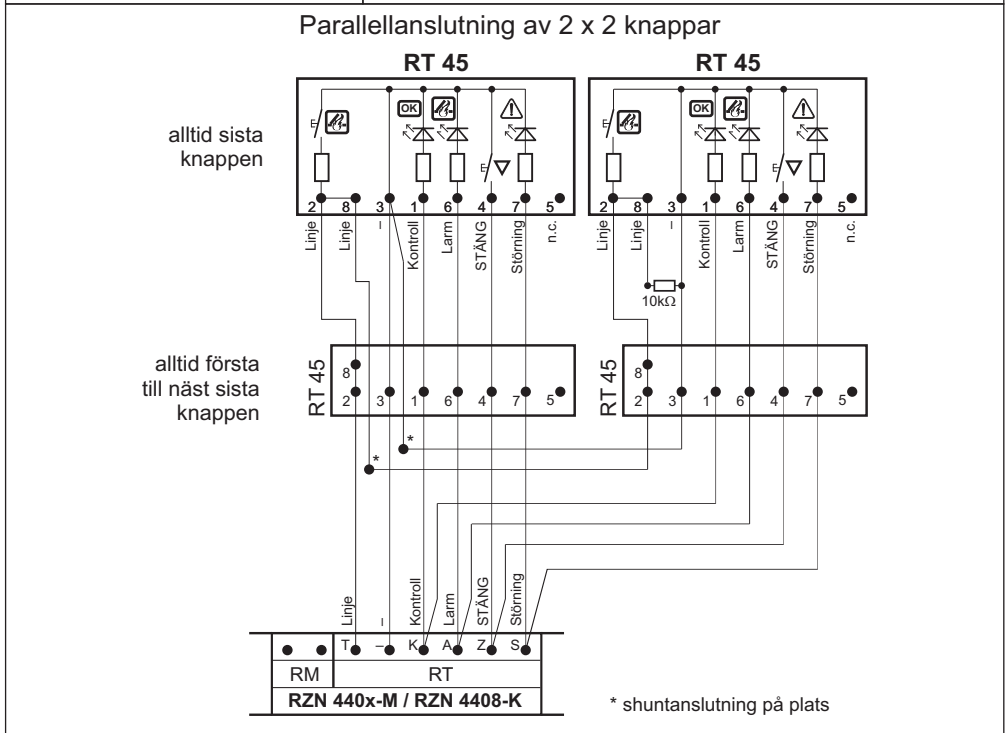 Parallellanslutning av 2 x 2 knappar
RT 45
RT 45
alltid sista
knappen
OK
OK
2 8 3 1 6 4 7 5
Linje Linje – Kontroll Larm STÄNG Störning n.c.
2 8 3 1 6 4 7 5
Linje Linje – Kontroll Larm STÄNG Störning n.c.
10kΩ
alltid första
till näst sista
knappen
RT 45
8
2 3 1 6 4 7 5
RT 45
8
2 3 1 6 4 7 5
*
*
Linje – Kontroll Larm STÄNG Störning
T – K A Z S
RM RT
RZN 440x-M / RZN 4408-K
* shuntanslutning på plats